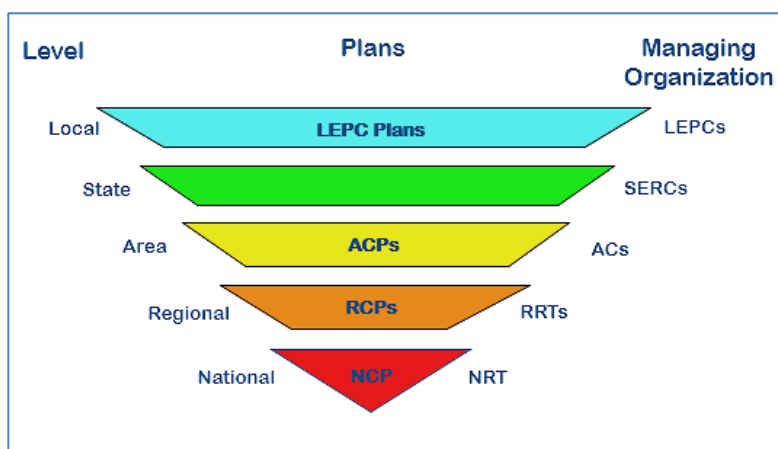 Level Plans Managing
Organization
Local LEPC Plans LEPCs
State SERCs
Area ACPs ACs
Regional RCPs RRTs
National NCP NRT